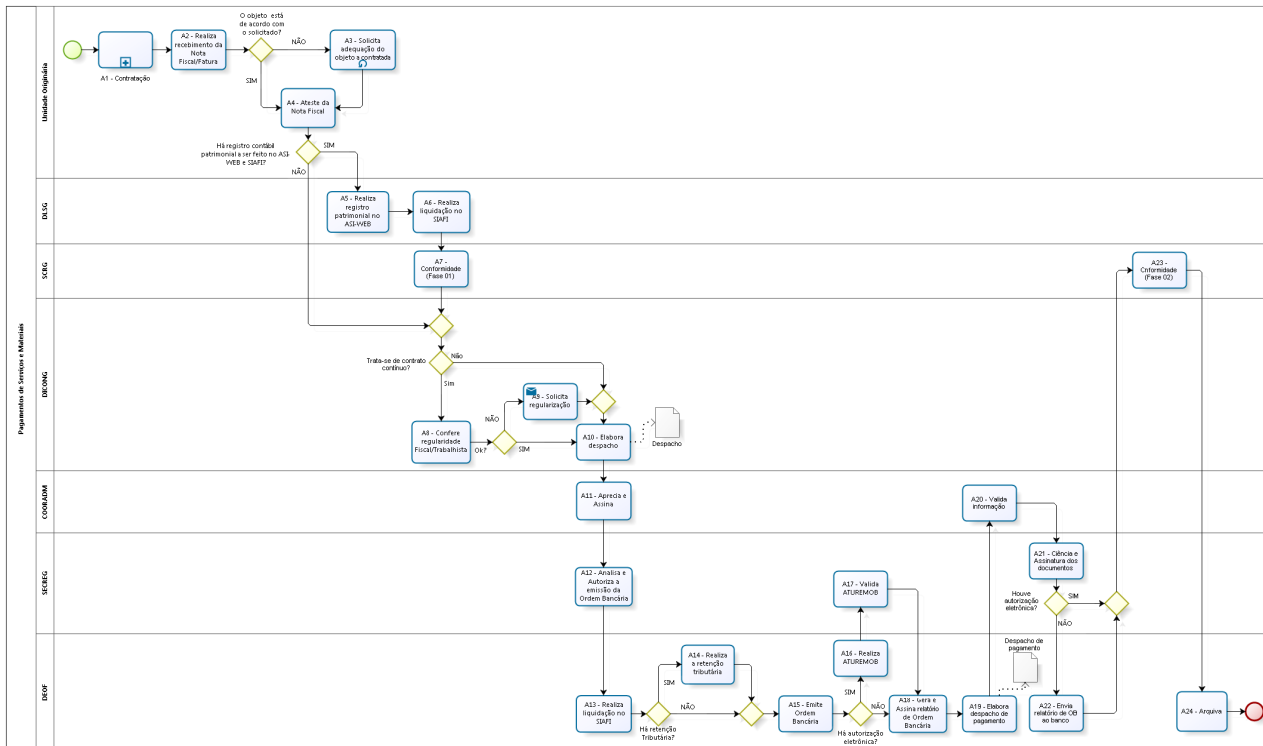 Pagamentos de Serviços e Materiais
Unidade Originária
A1 - Contratação
A2 - Realiza
recebimento da
Nota
Fiscal/Fatura
O objeto está
de acordo com
o solicitado?
NÃO
SIM
A3 - Solicita
adequação do
objeto a contratada
A4 - Ateste da
Nota Fiscal
Há registro contábil
patrimonial a ser feito no ASI-
WEB e SIAFI?
SIM
NÃO
DLSG
A5 - Realiza
registro
patrimonial no
ASI-WEB
A6 - Realiza
liquidação no
SIAFI
SCRG
A7 -
Conformidade
(Fase 01)
A23 -
Cnformidade
(Fase 02)
DICONG
Trata-se de contrato
contínuo?
Não
Sim
A8 - Confere
regularidade
Fiscal/Trabalhista
Ok?
NÃO
SIM
A9 - Solicita
regularização
A10 - Elabora
despacho
Despacho
COORADM
A11 - Aprecia e
Assina
A20 - Valida
Informação
SECREG
A12 - Analisa e
Autoriza a
emissão da
Ordem Bancária
A17 - Valida
ATUREMOB
A21 - Ciência e
Assinatura dos
documentos
Houve
autorização
eletrônica?
SIM
NÃO
DEOF
A13 - Realiza
liquidação no
SIAFI
Há retenção
Tributária?
SIM
NÃO
A14 - Realiza
a retenção
tributária
A15 - Emite
Ordem
Bancária
Há autorização
eletrônica?
SIM
NÃO
A16 - Realiza
ATUREMOB
A18 - Gera e
Assina relatório
de Ordem
Bancária
A19 - Elabora
despacho de
pagamento
Despacho de
pagamento
A22 - Envia
relatório de OB
ao banco
A24 - Arquiva